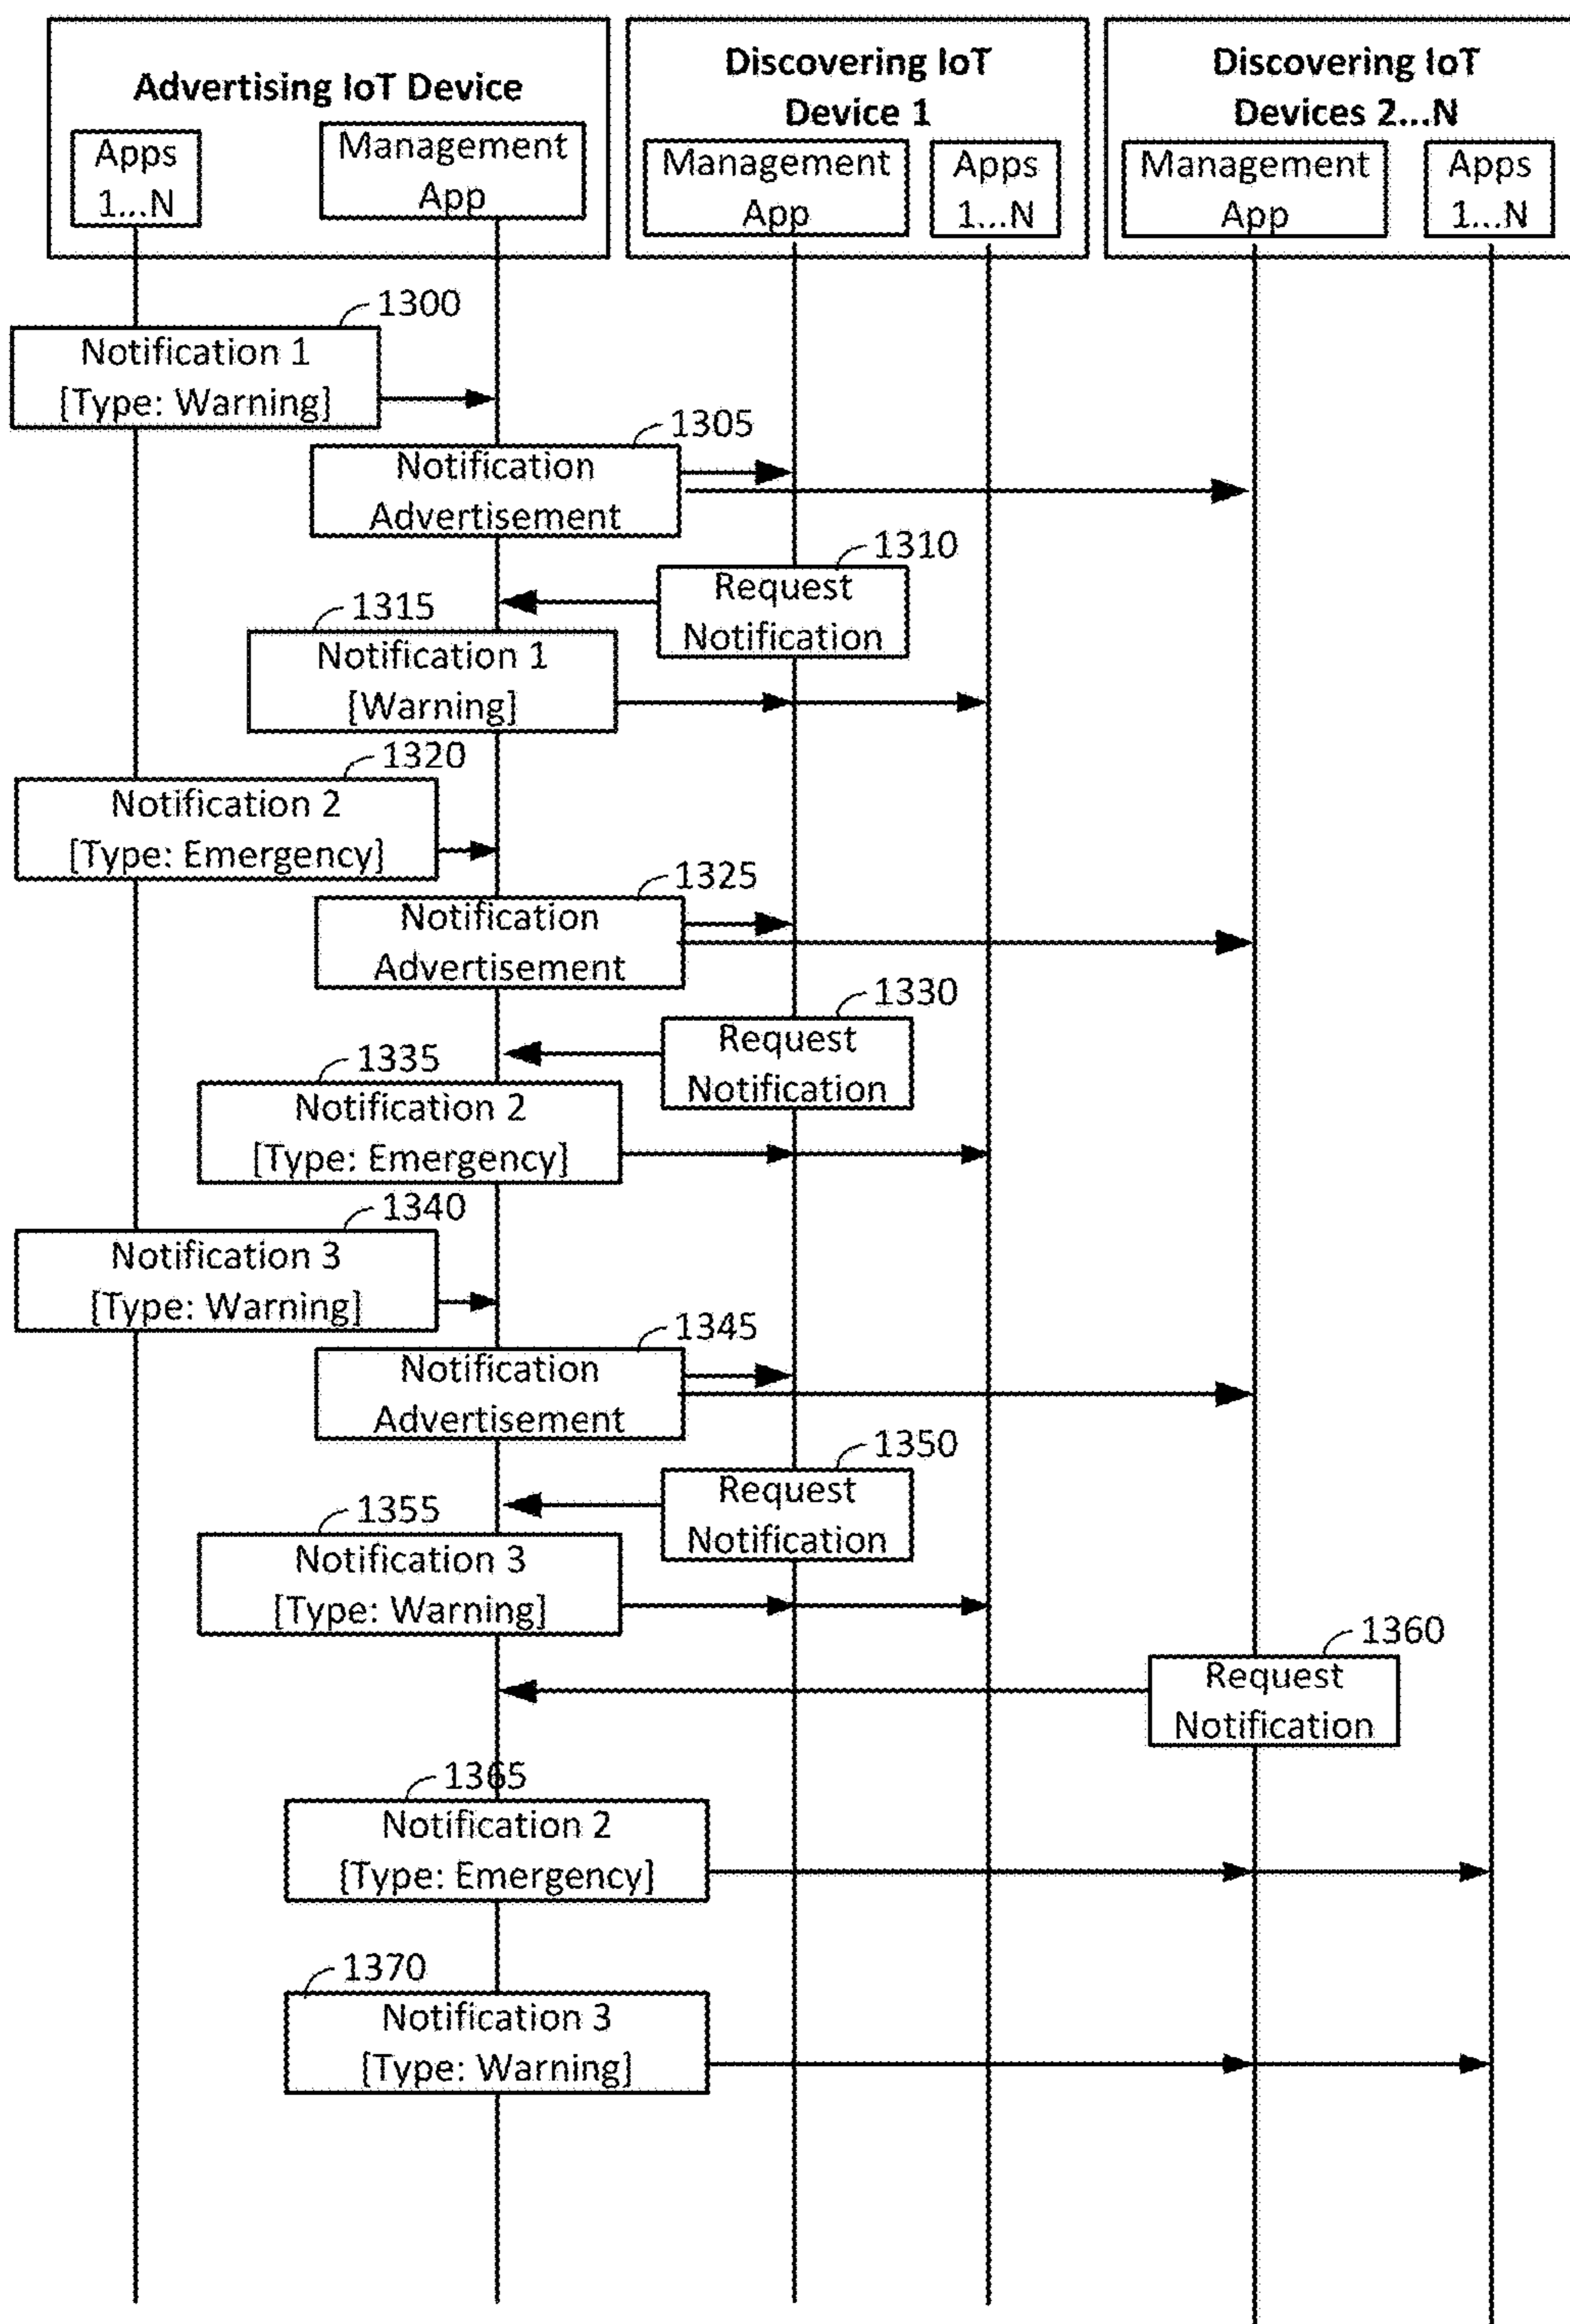 Advertising IoT Device
Apps
1...N
Management
App
Discovering IoT
Device 1
Management
App
Apps
1...N
Discovering IoT
Devices 2...N
Management
App
Apps
1...N
1300
Notification 1
[Type: Warning]
1305
Notification
Advertisement
1310
Request
Notification
1315
Notification 1
[Warning]
1320
Notification 2
[Type: Emergency]
1325
Notification
Advertisement
1330
Request
Notification
1335
Notification 2
[Type: Emergency]
1340
Notification 3
[Type: Warning]
1345
Notification
Advertisement
1350
Request
Notification
1355
Notification 3
[Type: Warning]
1360
Request
Notification
1365
Notification 2
[Type: Emergency]
1370
Notification 3
[Type: Warning]